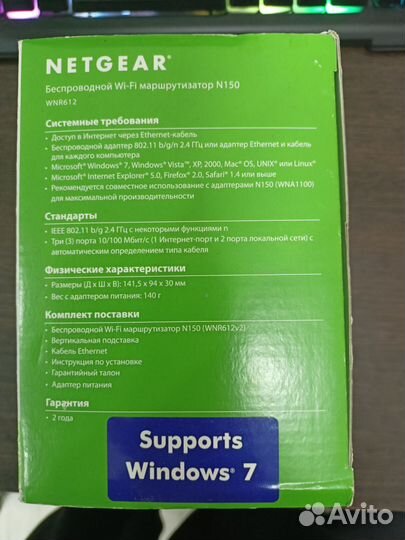 NETGEAR®
Беспроводной Wi-Fi маршрутизатор N150
WNR612
Системные требования
• Доступ в Интернет через Ethernet-кабель
• Беспроводной адаптер 802.11 b/g/n 2.4 ГГц или адаптер Ethernet и кабель
для каждого компьютера
• Microsoft® Windows® 7, Windows® Vista™, XP, 2000, Mac® OS, UNIX® или Linux®
• Microsoft® Internet Explorer® 5.0, Firefox® 2.0, Safari® 1.4 или выше
• Рекомендуется совместное использование с адаптерами N150 (WNA1100)
для максимальной производительности
Стандарты
• IEEE 802.11 b/g 2.4 ГГц с некоторыми функциями n
• Три (3) порта 10/100 Мбит/с (1 Интернет-порт и 2 порта локальной сети) с
автоматическим определением типа кабеля
Физические характеристики
• Размеры (Д x Ш x В): 141,5 x 94 x 30 мм
• Вес с адаптером питания: 140 г
Комплект поставки
• Беспроводной Wi-Fi маршрутизатор N150 (WNR612v2)
• Вертикальная подставка
• Кабель Ethernet
• Инструкция по установке
• Гарантийный талон
• Адаптер питания
Гарантия
• 2 года
Supports
Windows® 7
Avito